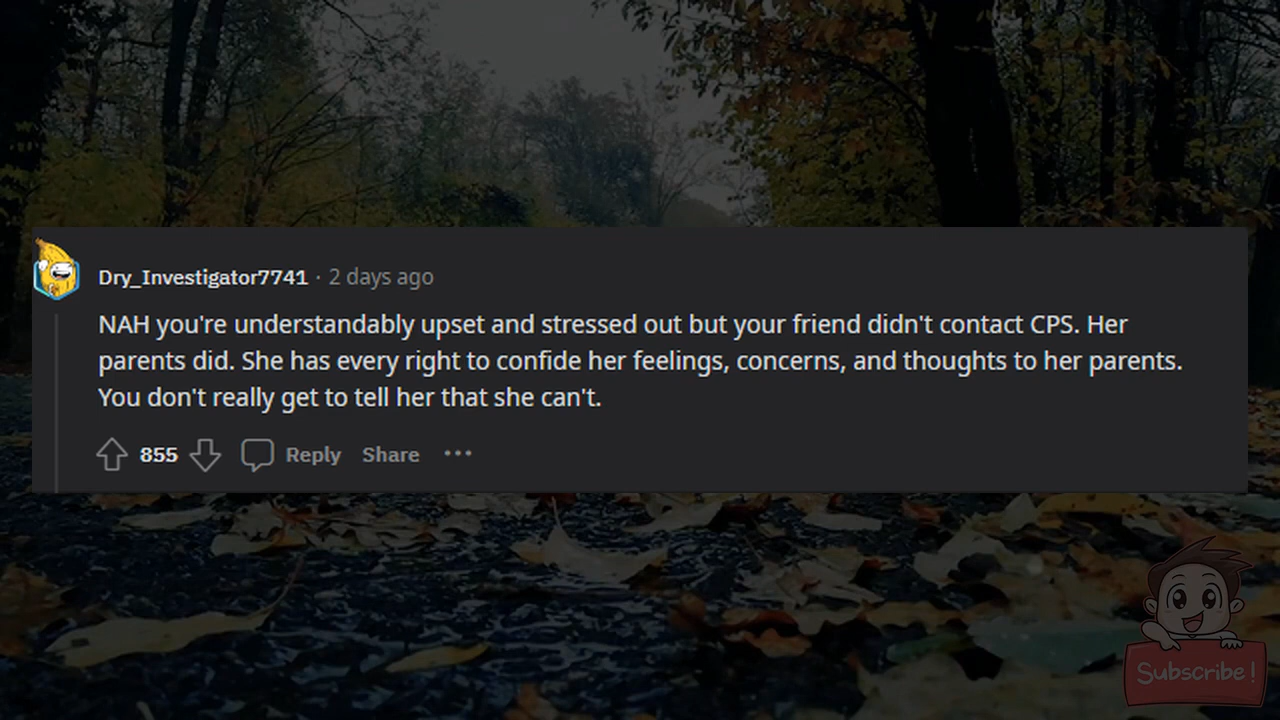 Dry_Investigator7741 · 2 days ago
NAH you're understandably upset and stressed out but your friend didn't contact CPS. Her
parents did. She has every right to confide her feelings, concerns, and thoughts to her parents.
You don't really get to tell her that she can't.
855 Reply Share ···
Subscribe!